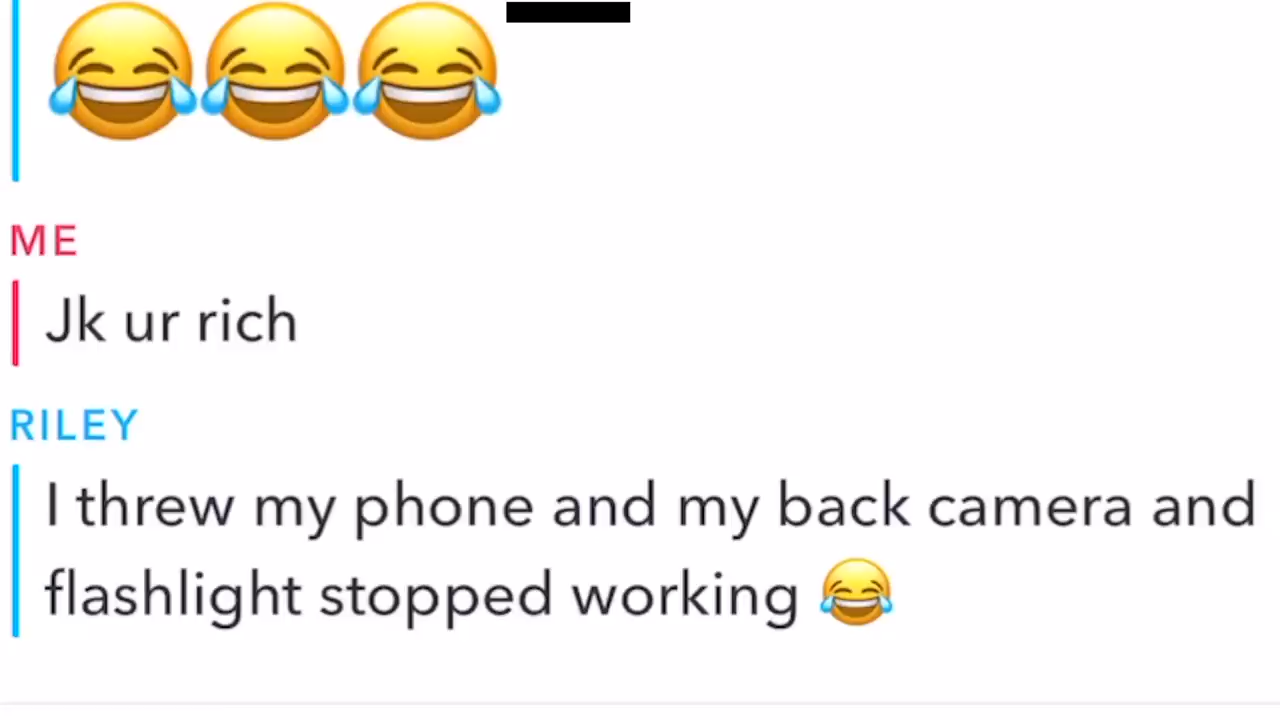 😂😂😂
ME
Jk ur rich
RILEY
I threw my phone and my back camera and
flashlight stopped working 😂